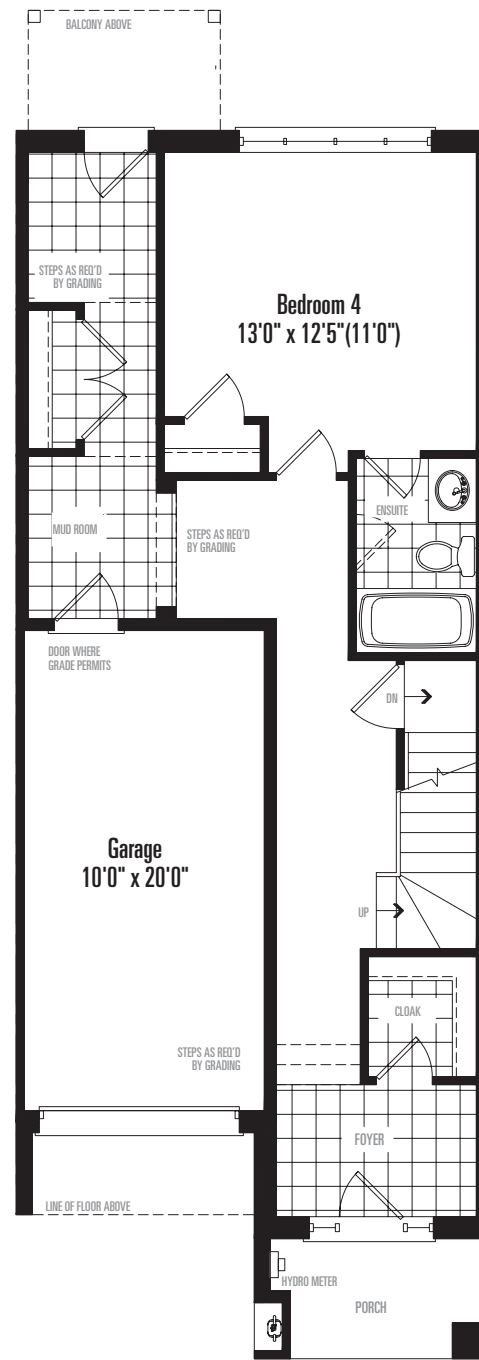 BALCONY ABOVE
STEPS AS REQ'D
BY GRADING
Bedroom 4
13'0" x 12'5"(11'0")
ENSUITE
MUD ROOM
STEPS AS REQ'D
BY GRADING
DOOR WHERE
GRADE PERMITS
DN
Garage
10'0" x 20'0"
UP
CLOAK
STEPS AS REQ'D
BY GRADING
FOYER
LINE OF FLOOR ABOVE
HYDRO METER
PORCH